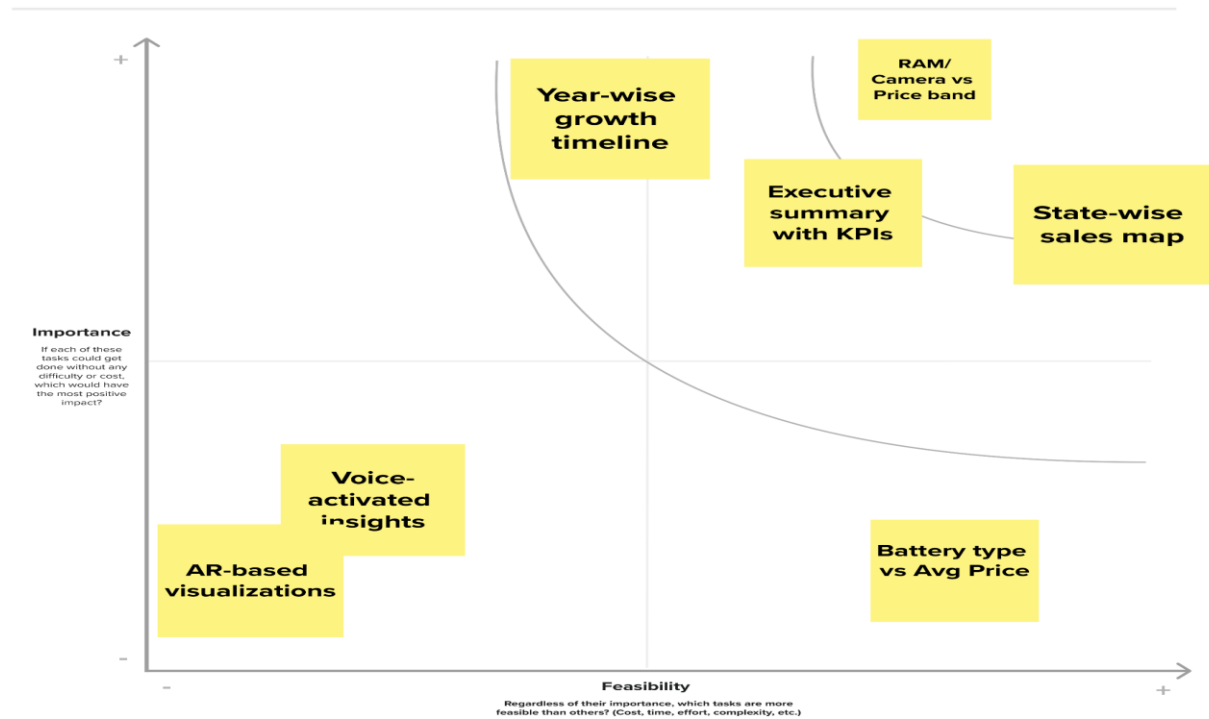 +
RAM/
Camera vs
Price band
Year-wise
growth
timeline
Executive
summary
with KPIs
State-wise
sales map
Importance
If each of these
tasks could get
done without any
difficulty or cost,
which would have
the most positive
impact?
Voice-
activated
insights
AR-based
visualizations
Battery type
vs Avg Price
-
-
Feasibility
+
Regardless of their importance, which tasks are more
feasible than others? (Cost, time, effort, complexity, etc.)